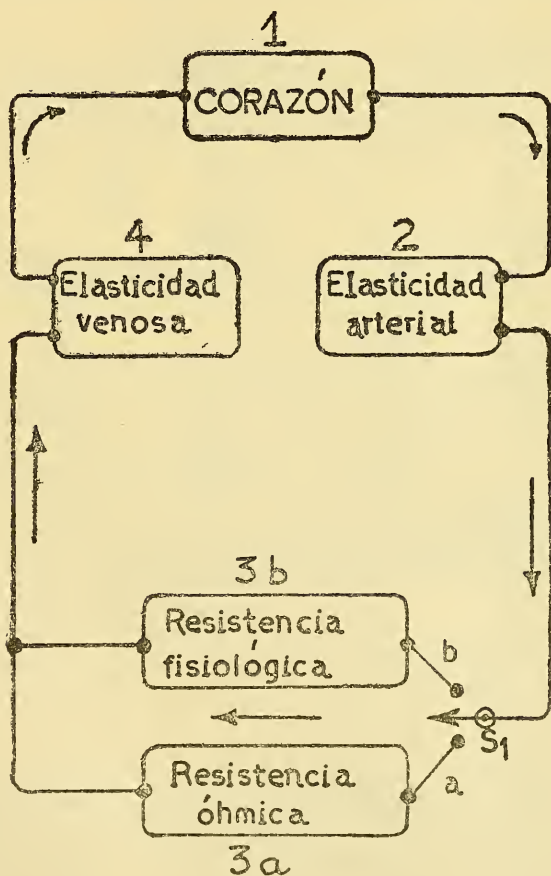 1
CORAZÓN
4
2
Elasticidad
venosa
Elasticidad
arterial
3b
Resistencia
fisiológica
b
S1
a
Resistencia
óhmica
3a